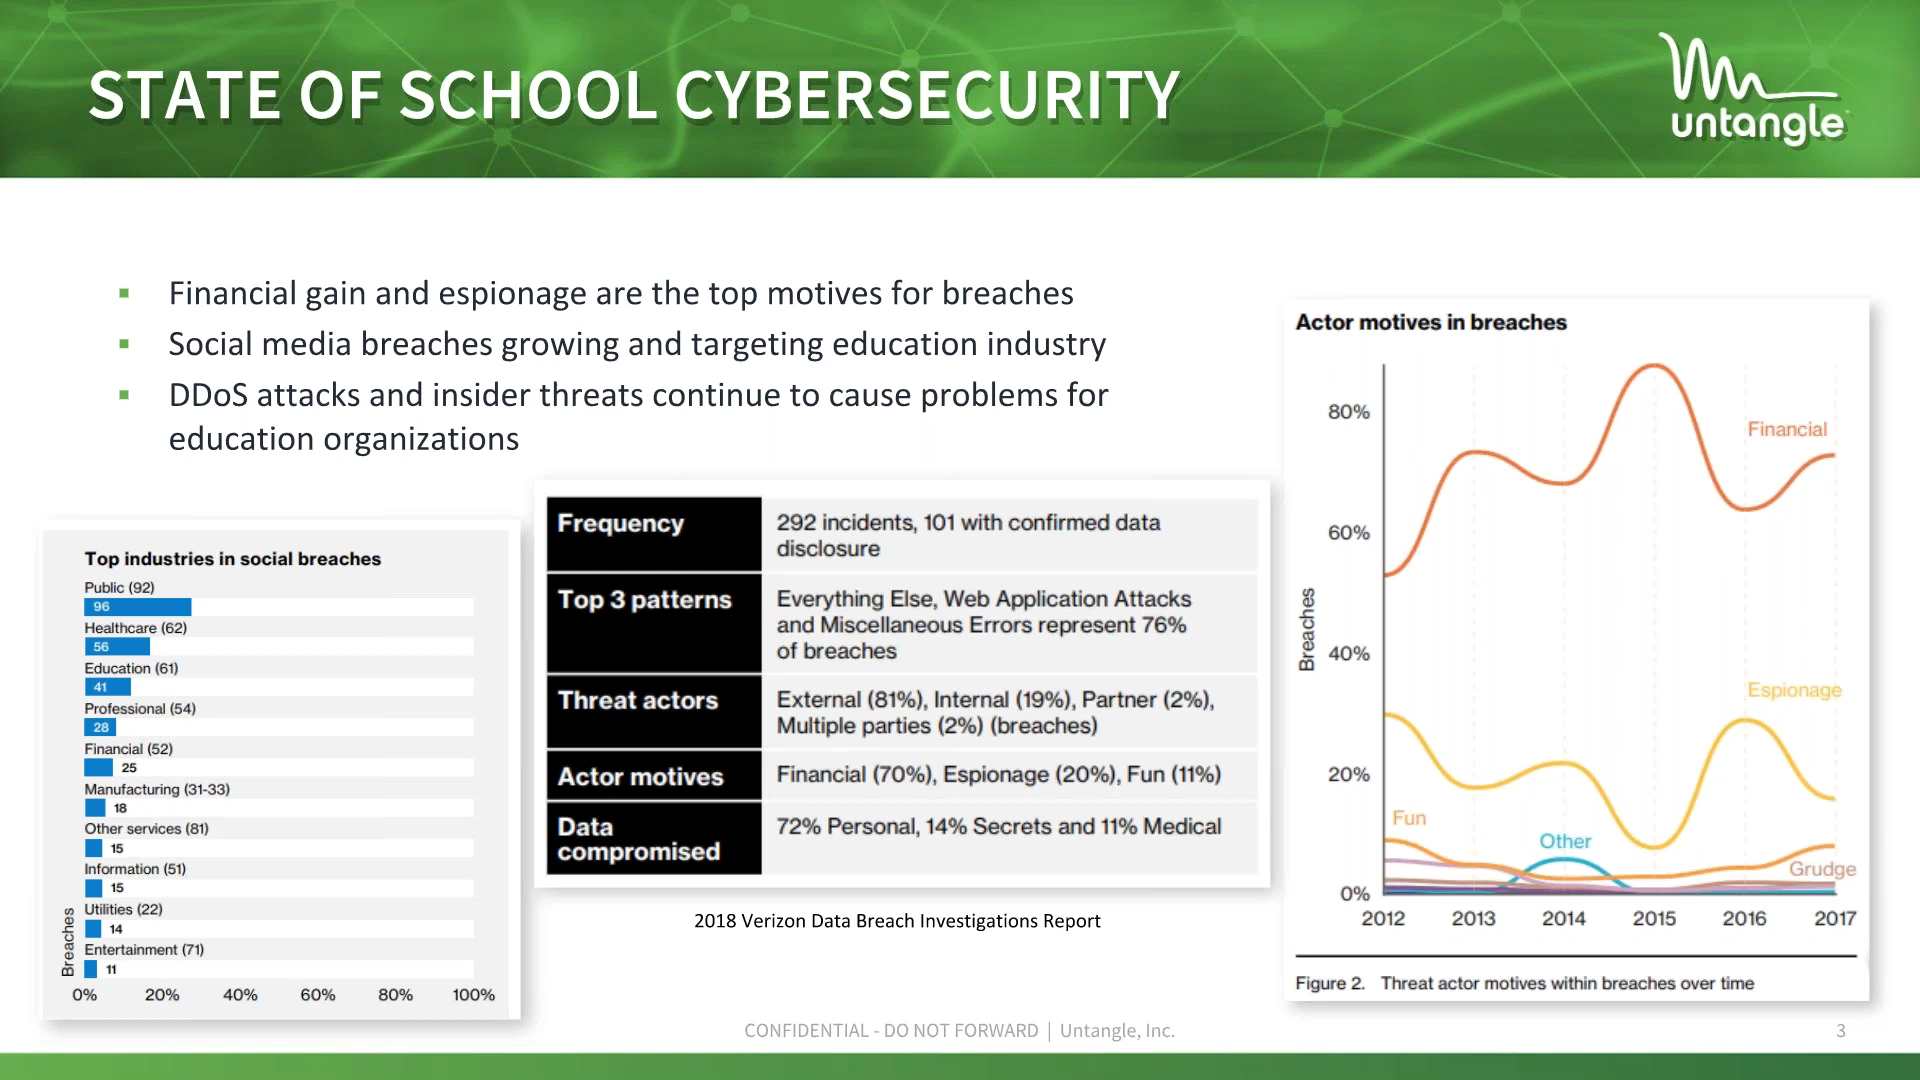 STATE OF SCHOOL CYBERSECURITY
untangle
Financial gain and espionage are the top motives for breaches
Social media breaches growing and targeting education industry
DDoS attacks and insider threats continue to cause problems for
education organizations
Top industries in social breaches
Public (92)
96
Healthcare (62)
56
Education (61)
41
Professional (54)
28
Financial (52)
25
Manufacturing (31-33)
18
Other services (81)
15
Information (51)
15
Utilities (22)
14
Entertainment (71)
11
Breaches
0% 20% 40% 60% 80% 100%
Frequency
292 incidents, 101 with confirmed data
disclosure
Top 3 patterns
Everything Else, Web Application Attacks
and Miscellaneous Errors represent 76%
of breaches
Threat actors
External (81%), Internal (19%), Partner (2%),
Multiple parties (2%) (breaches)
Actor motives
Financial (70%), Espionage (20%), Fun (11%)
Data
compromised
72% Personal, 14% Secrets and 11% Medical
2018 Verizon Data Breach Investigations Report
Actor motives in breaches
80%
Financial
60%
Breaches
40%
Espionage
20%
Fun
Other
Grudge
0%
2012 2013 2014 2015 2016 2017
Figure 2. Threat actor motives within breaches over time
CONFIDENTIAL - DO NOT FORWARD | Untangle, Inc.
3